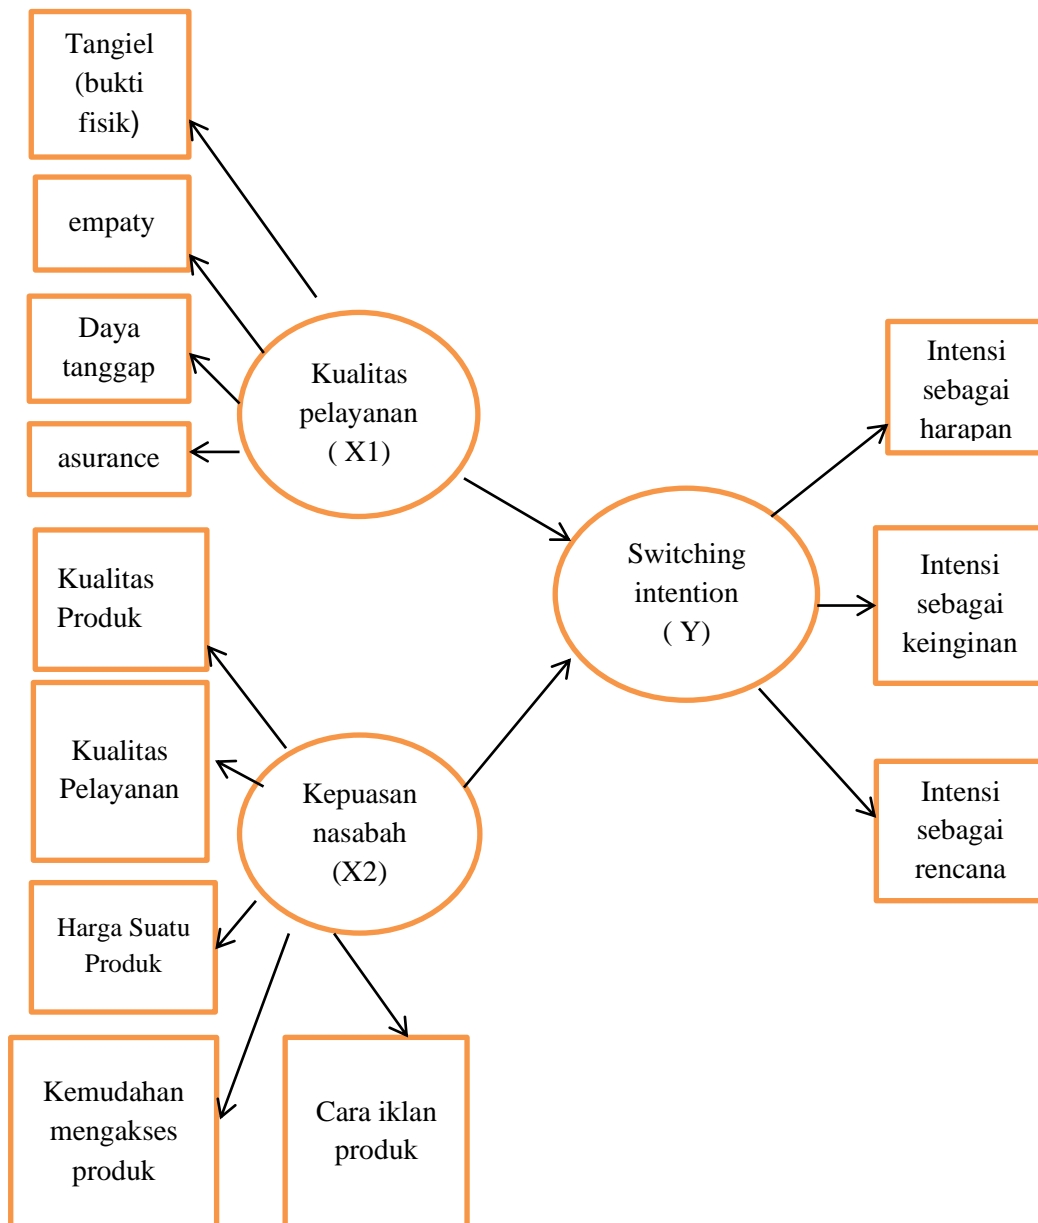 Tangiel
(bukti
fisik)
empaty
Daya
tanggap
asurance
Kualitas
pelayanan
( X1)
Kualitas
Produk
Kualitas
Pelayanan
Harga Suatu
Produk
Kemudahan
mengakses
produk
Cara iklan
produk
Kepuasan
nasabah
(X2)
Switching
intention
( Y)
Intensi
sebagai
harapan
Intensi
sebagai
keinginan
Intensi
sebagai
rencana